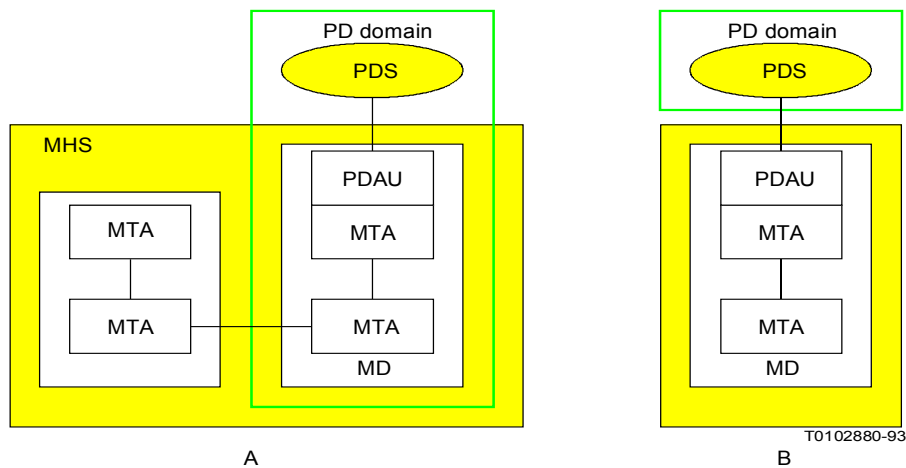 PD domain
PDS
MHS
PDAU
MTA
MTA
MTA
MTA
MD
A
PD domain
PDS
PDAU
MTA
MTA
MD
T0102880-93
B